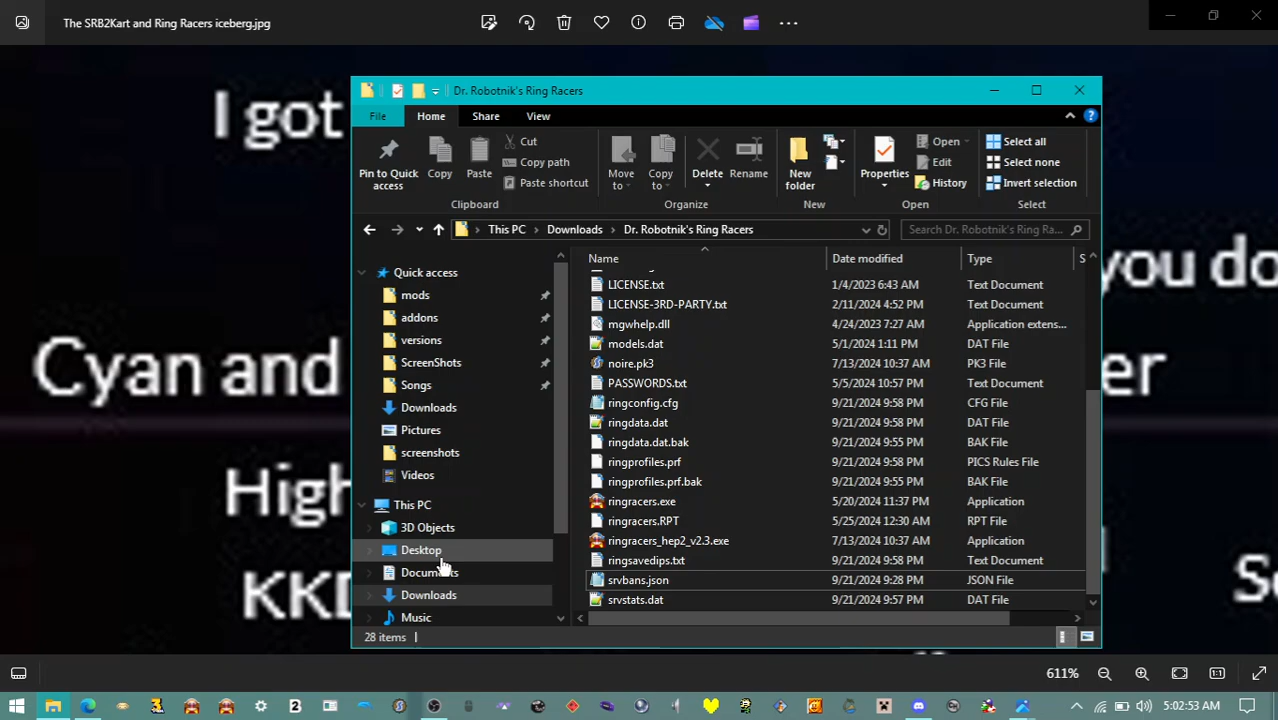 The SRB2Kart and Ring Racers iceberg.jpg
I got
you do
Cyan and
er
High
KKD
So
Dr. Robotnik's Ring Racers
File Home Share View
Pin to Quick access
Copy
Paste
Cut
Copy path
Paste shortcut
Clipboard
Move to
Copy to
Delete
Rename
Organize
New folder
New
Properties
Open
Edit
History
Open
Select all
Select none
Invert selection
Select
This PC Downloads Dr. Robotnik's Ring Racers
Search Dr. Robotnik's Ring Ra...
Quick access
mods
addons
versions
ScreenShots
Songs
Downloads
Pictures
screenshots
Videos
This PC
3D Objects
Desktop
Documents
Downloads
Music
Name Date modified Type S
LICENSE.txt 1/4/2023 6:43 AM Text Document
LICENSE-3RD-PARTY.txt 2/11/2024 4:52 PM Text Document
mgwhelp.dll 4/24/2023 7:27 AM Application extens...
models.dat 5/1/2024 1:11 PM DAT File
noire.pk3 7/13/2024 10:37 AM PK3 File
PASSWORDS.txt 5/5/2024 10:57 PM Text Document
ringconfig.cfg 9/21/2024 9:58 PM CFG File
ringdata.dat 9/21/2024 9:58 PM DAT File
ringdata.dat.bak 9/21/2024 9:55 PM BAK File
ringprofiles.prf 9/21/2024 9:58 PM PICS Rules File
ringprofiles.prf.bak 9/21/2024 9:55 PM BAK File
ringracers.exe 5/20/2024 11:37 PM Application
ringracers.RPT 5/25/2024 12:30 AM RPT File
ringracers_hep2_v2.3.exe 7/13/2024 10:37 AM Application
ringsavedips.txt 9/21/2024 9:58 PM Text Document
srvbans.json 9/21/2024 9:28 PM JSON File
srvstats.dat 9/21/2024 9:57 PM DAT File
28 items
611%
5:02:53 AM